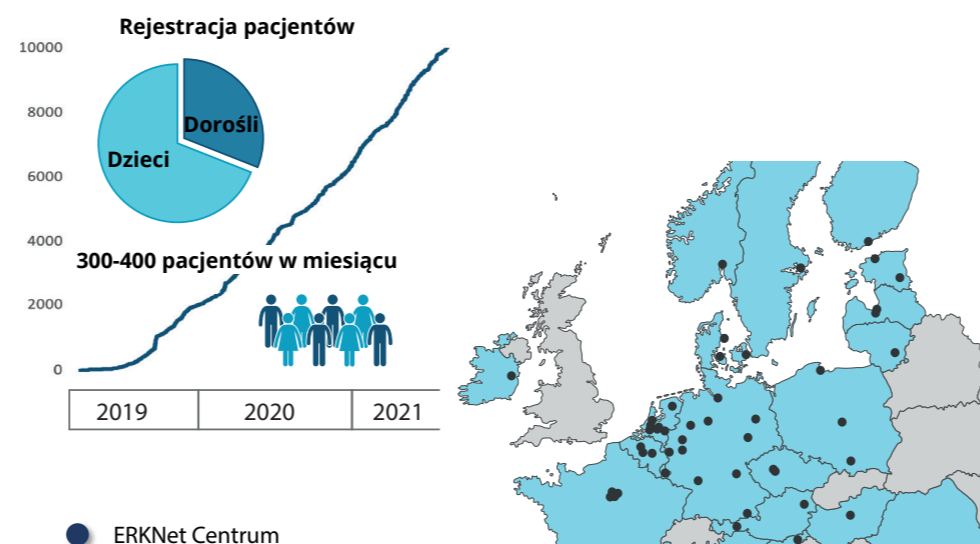 Rejestracja pacjentów
10000
8000
6000
4000
2000
0
Dorośli
Dzieci
300-400 pacjentów w miesiącu
2019 2020 2021
ERKNet Centrum